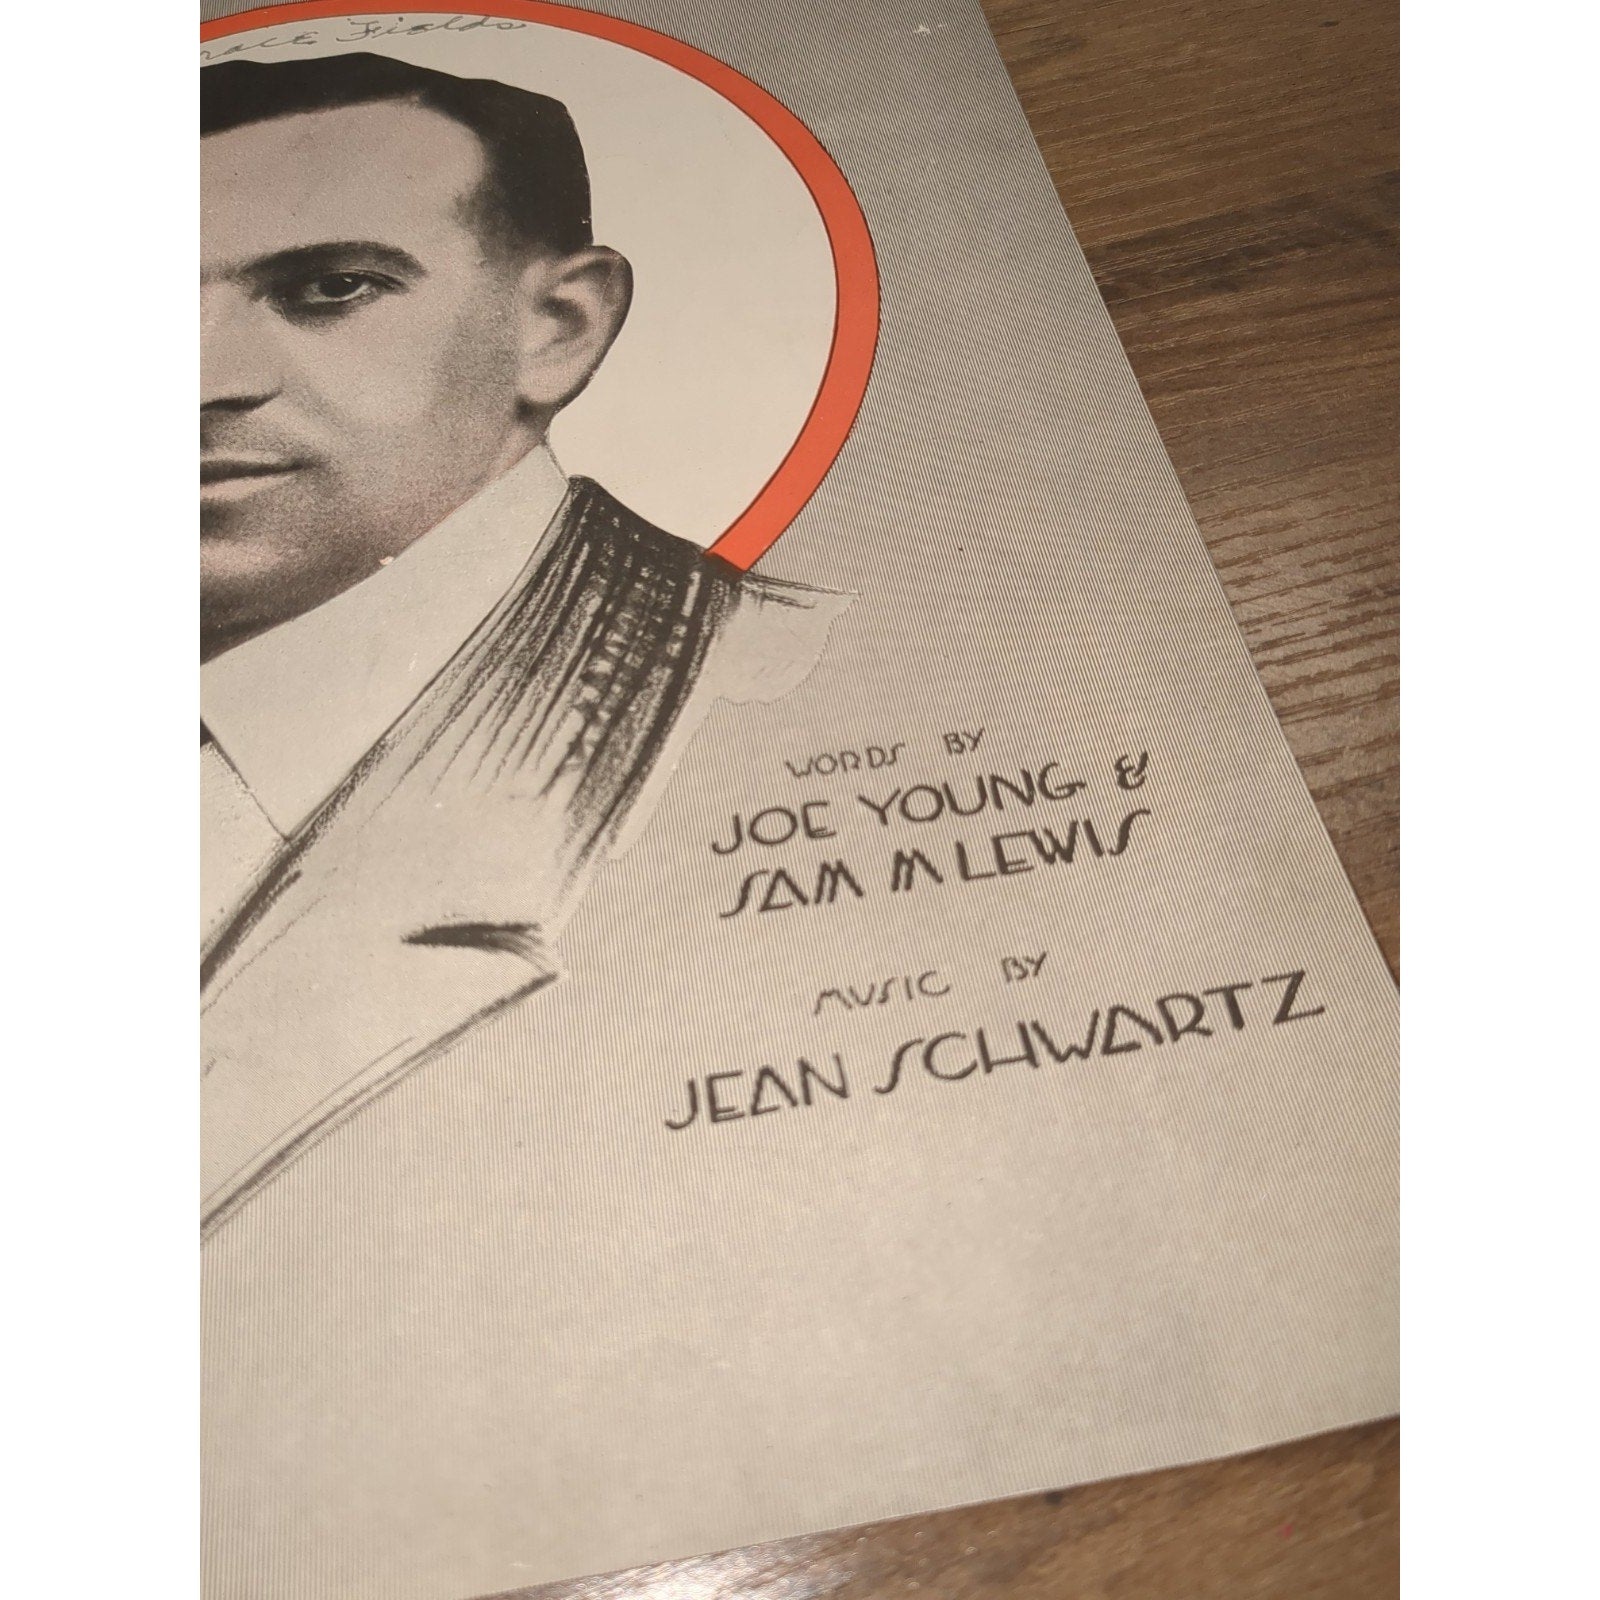 Fields
WORDS BY
JOE YOUNG &
SAM M LEWIS
MUSIC BY
JEAN SCHWARTZ